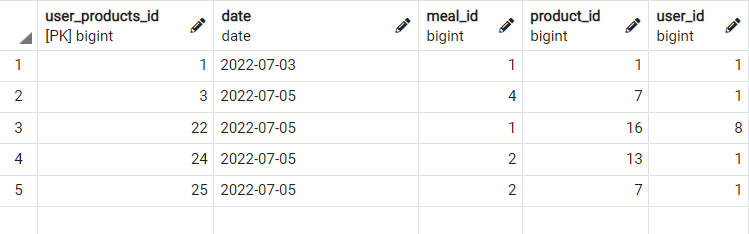 user_products_id date meal_id product_id user_id
[PK] bigint date bigint bigint bigint
1 1 2022-07-03 1 1 1
2 3 2022-07-05 4 7 1
3 22 2022-07-05 1 16 8
4 24 2022-07-05 2 13 1
5 25 2022-07-05 2 7 1